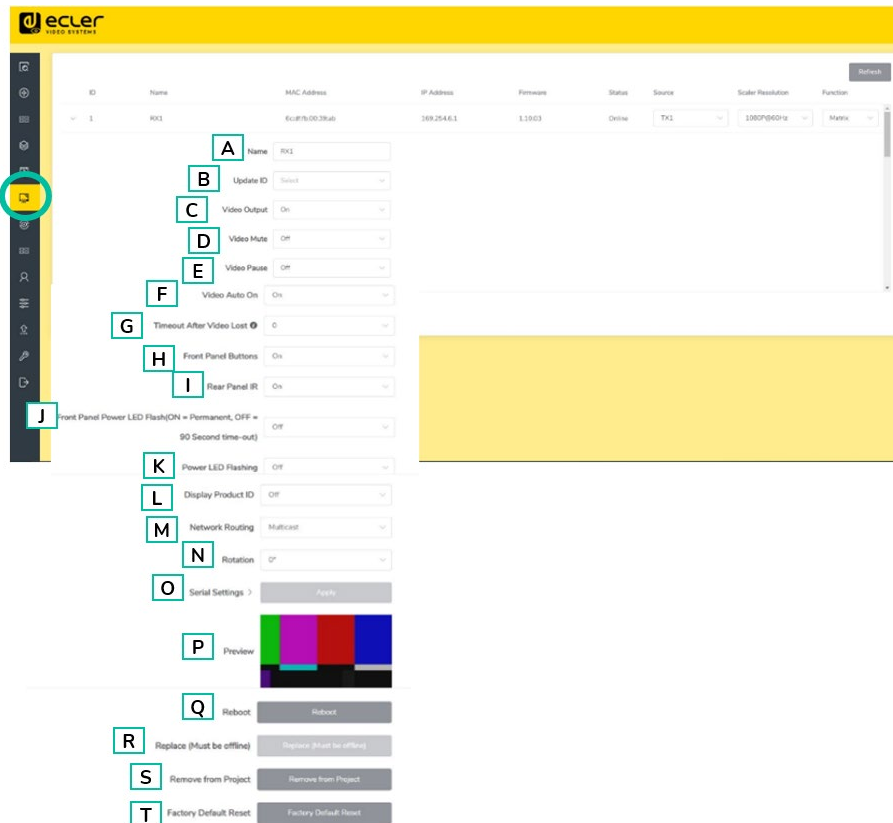 ecler
VIDEO SYSTEMS
Refresh
ID Name MAC Address IP Address Firmware Status Source Scaler Resolution Function
1 RX1 169.254.6.1 1.10.03 Online TX1 1080P@60Hz Matrix
A Name RX1
B Update ID Select
C Video Output On
D Video Mute Off
E Video Pause Off
F Video Auto On On
G Timeout After Video Lost 0
H Front Panel Buttons On
I Rear Panel IR On
J Front Panel Power LED Flash(ON = Permanent, OFF =
90 Second time-out) Off
K Power LED Flashing Off
L Display Product ID Off
M Network Routing Multicast
N Rotation 0°
O Serial Settings > Apply
P Preview
Q Reboot Reboot
R Replace (Must be offline) Replace (Must be offline)
S Remove from Project Remove from Project
T Factory Default Reset Factory Default Reset